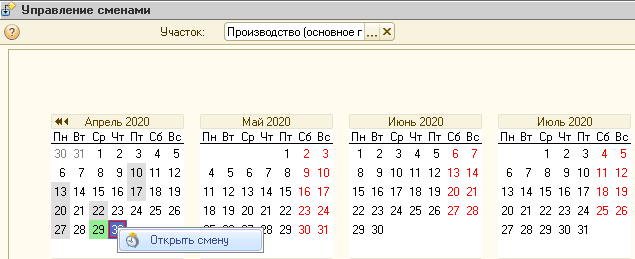 Управление сменами
? Участок: Производство (основное г ... ×
Апрель 2020 Май 2020 Июнь 2020 Июль 2020
Пн Вт Ср Чт Пт Сб Вс Пн Вт Ср Чт Пт Сб Вс Пн Вт Ср Чт Пт Сб Вс Пн Вт Ср Чт Пт Сб Вс
30 31 1 2 3 4 5 1 2 3 1 2 3 4 5 6 7 1 2 3 4 5
6 7 8 9 10 11 12 4 5 6 7 8 9 10 8 9 10 11 12 13 14 6 7 8 9 10 11 12
13 14 15 16 17 18 19 11 12 13 14 15 16 17 15 16 17 18 19 20 21 13 14 15 16 17 18 19
20 21 22 23 24 25 26 18 19 20 21 22 23 24 22 23 24 25 26 27 28 20 21 22 23 24 25 26
27 28 29 30 25 26 27 28 29 30 31 29 30 27 28 29 30 31
Открыть смену